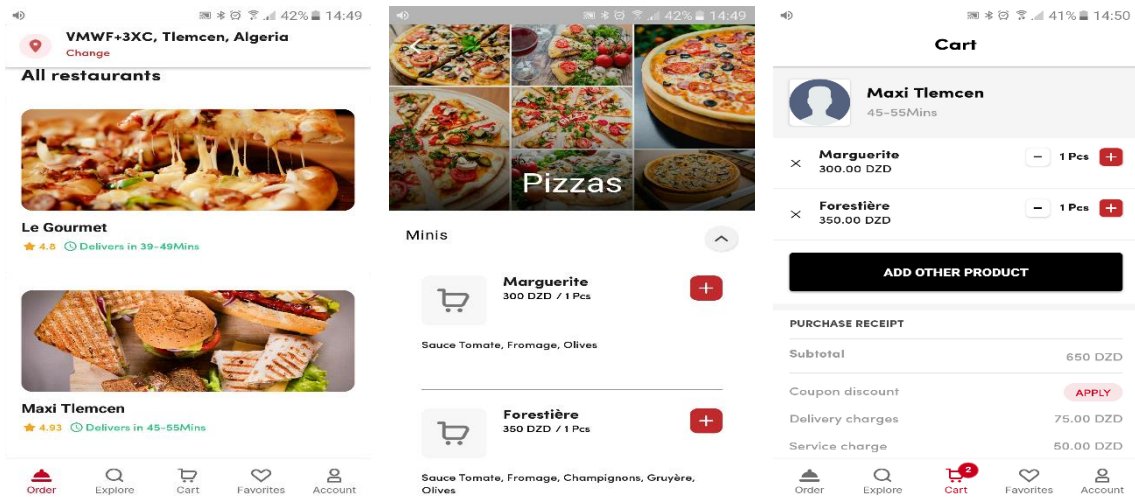 42% 14:49
VMWF+3XC, Tlemcen, Algeria
Change
All restaurants
Le Gourmet
4.8 Delivers in 39-49Mins
Maxi Tlemcen
4.93 Delivers in 45-55Mins
Order Explore Cart Favorites Account
42% 14:49
Pizzas
Minis
Marguerite
300 DZD / 1 Pcs
Sauce Tomate, Fromage, Olives
Forestière
350 DZD / 1 Pcs
Sauce Tomate, Fromage, Champignons, Gruyère,
Olives
41% 14:50
Cart
Maxi Tlemcen
45-55Mins
Marguerite
300.00 DZD
1 Pcs
Forestière
350.00 DZD
1 Pcs
ADD OTHER PRODUCT
PURCHASE RECEIPT
Subtotal 650 DZD
Coupon discount APPLY
Delivery charges 75.00 DZD
Service charge 50.00 DZD
2
Order Explore Cart Favorites Account